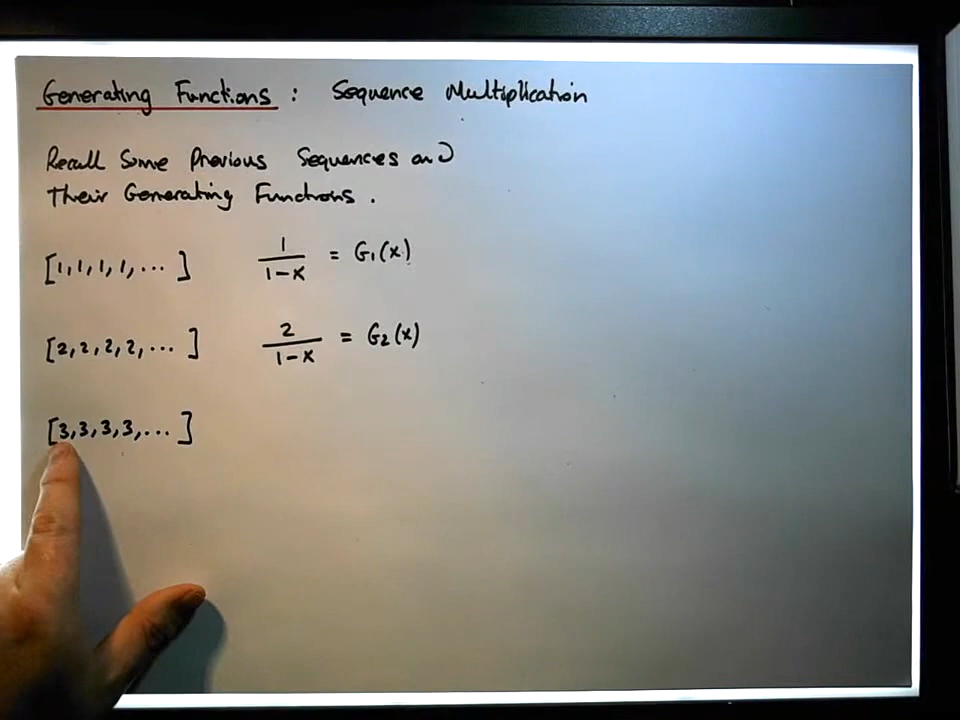 Generating Functions : Sequence Multiplication
Recall Some Previous Sequences and
Their Generating Functions .
[1,1,1,1,... ] 1/(1-x) = G₁(x)
[2,2,2,2,... ] 2/(1-x) = G₂(x)
[3,3,3,3,... ]